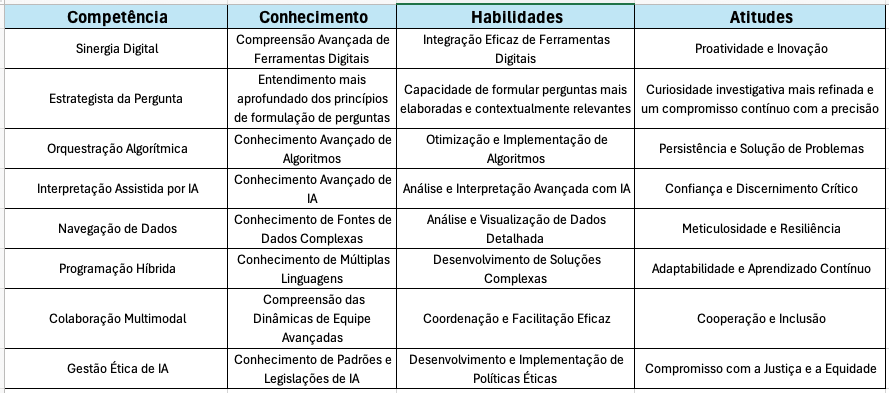 Competência Conhecimento Habilidades Atitudes
Sinergia Digital
Compreensão Avançada de
Ferramentas Digitais
Integração Eficaz de Ferramentas
Digitais
Proatividade e Inovação
Estrategista da Pergunta
Entendimento mais
aprofundado dos princípios
de formulação de perguntas
Capacidade de formular perguntas mais
elaboradas e contextualmente relevantes
Curiosidade investigativa mais refinada e
um compromisso contínuo com a precisão
Orquestração Algorítmica
Conhecimento Avançado de
Algoritmos
Otimização e Implementação de
Algoritmos
Persistência e Solução de Problemas
Interpretação Assistida por IA
Conhecimento Avançado de
IA
Análise e Interpretação Avançada com IA
Confiança e Discernimento Crítico
Navegação de Dados
Conhecimento de Fontes de
Dados Complexas
Análise e Visualização de Dados
Detalhada
Meticulosidade e Resiliência
Programação Híbrida
Conhecimento de Múltiplas
Linguagens
Desenvolvimento de Soluções
Complexas
Adaptabilidade e Aprendizado Contínuo
Colaboração Multimodal
Compreensão das
Dinâmicas de Equipe
Avançadas
Coordenação e Facilitação Eficaz
Cooperação e Inclusão
Gestão Ética de IA
Conhecimento de Padrões e
Legislações de IA
Desenvolvimento e Implementação de
Políticas Éticas
Compromisso com a Justiça e a Equidade